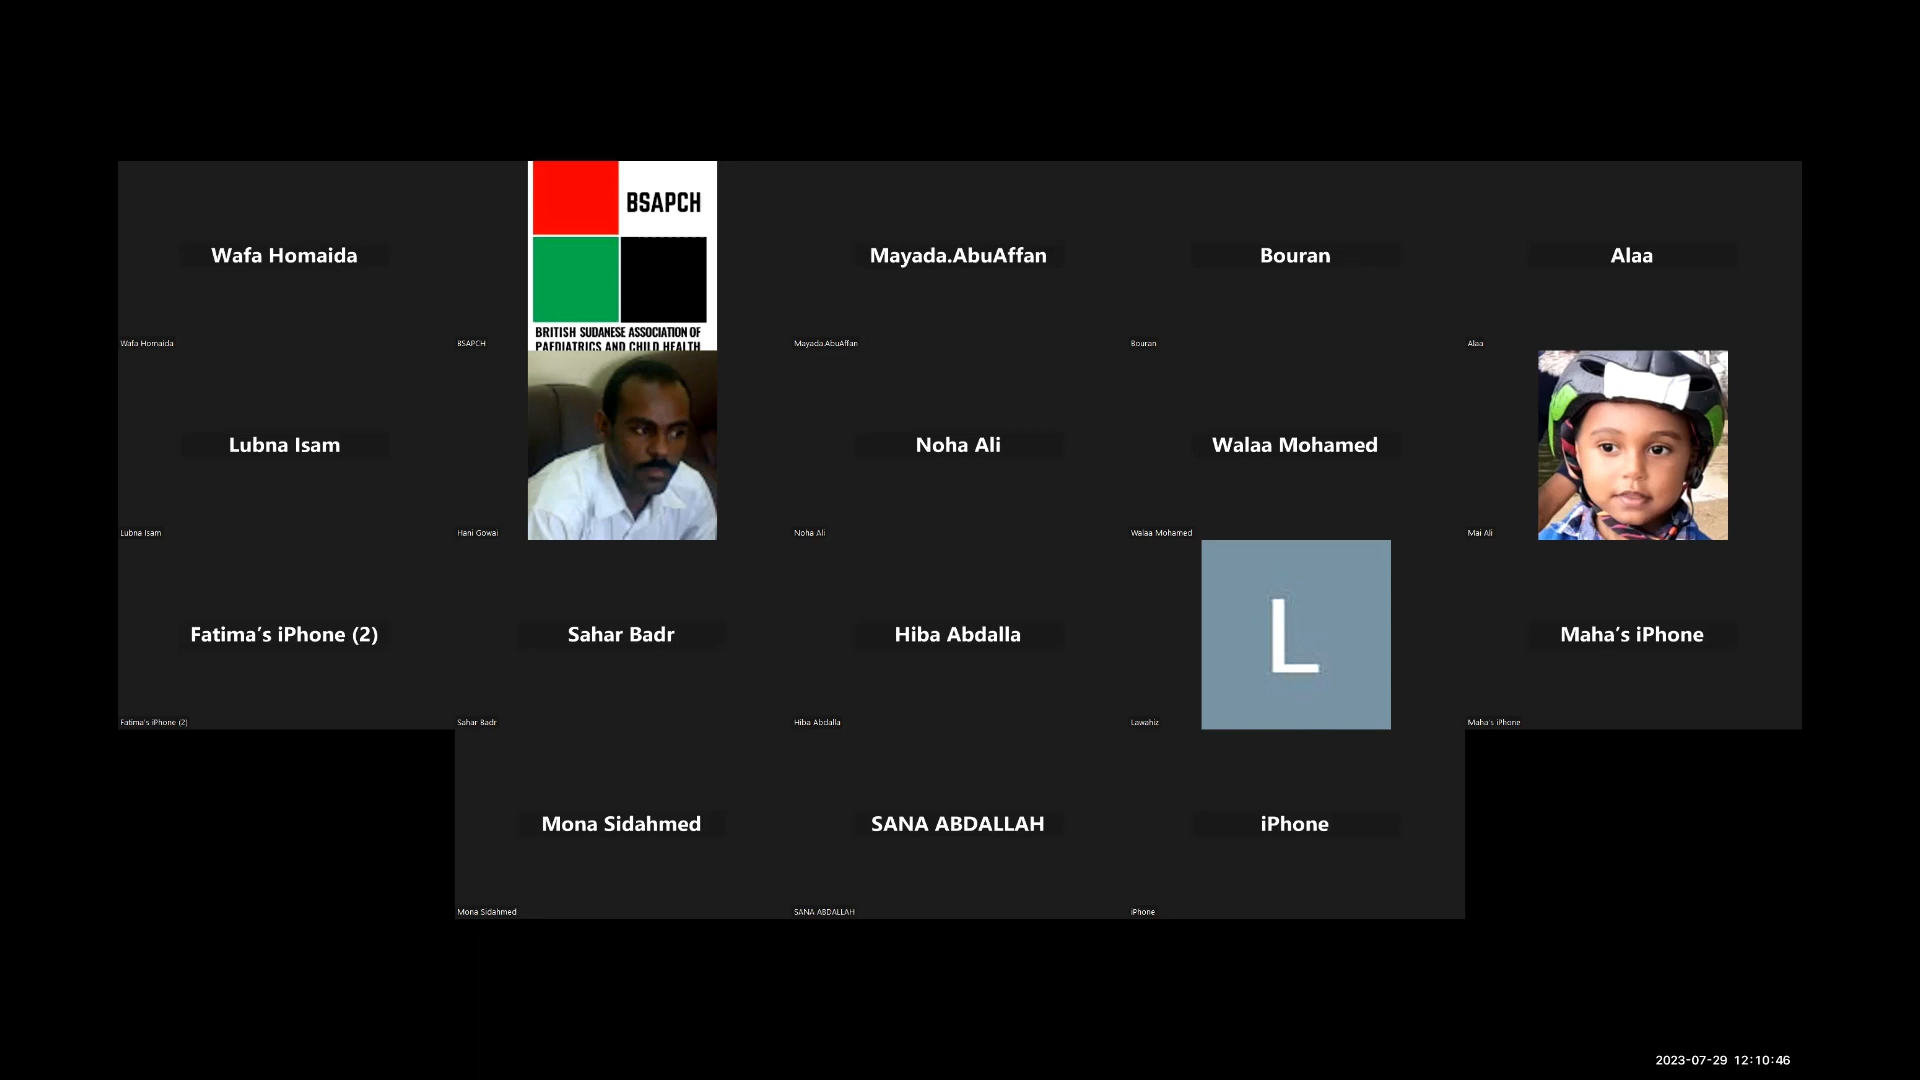 BSAPCH
Wafa Homaida
Mayada.AbuAffan
Bouran
Alaa
BRITISH SUDANESE ASSOCIATION OF
PAEDIATRICS AND CHILD HEALTH
Wafa Homaida
BSAPCH
Mayada.AbuAffan
Bouran
Alaa
Lubna Isam
Noha Ali
Walaa Mohamed
Lubna Isam
Hani Gowai
Noha Ali
Walaa Mohamed
Mai Ali
Fatima's iPhone (2)
Sahar Badr
Hiba Abdalla
L
Maha's iPhone
Fatima's iPhone (2)
Sahar Badr
Hiba Abdalla
Lawahiz
Maha's iPhone
Mona Sidahmed
SANA ABDALLAH
iPhone
Mona Sidahmed
SANA ABDALLAH
iPhone
2023-07-29 12:10:46